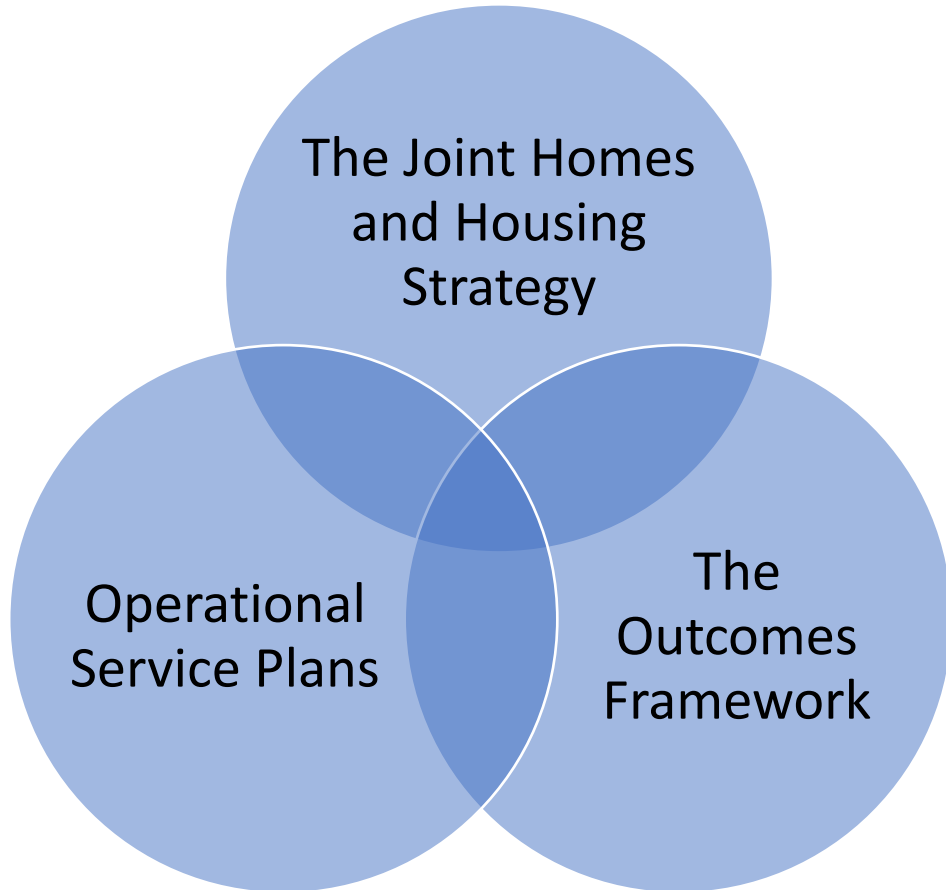 The Joint Homes
and Housing
Strategy
Operational
Service Plans
The
Outcomes
Framework